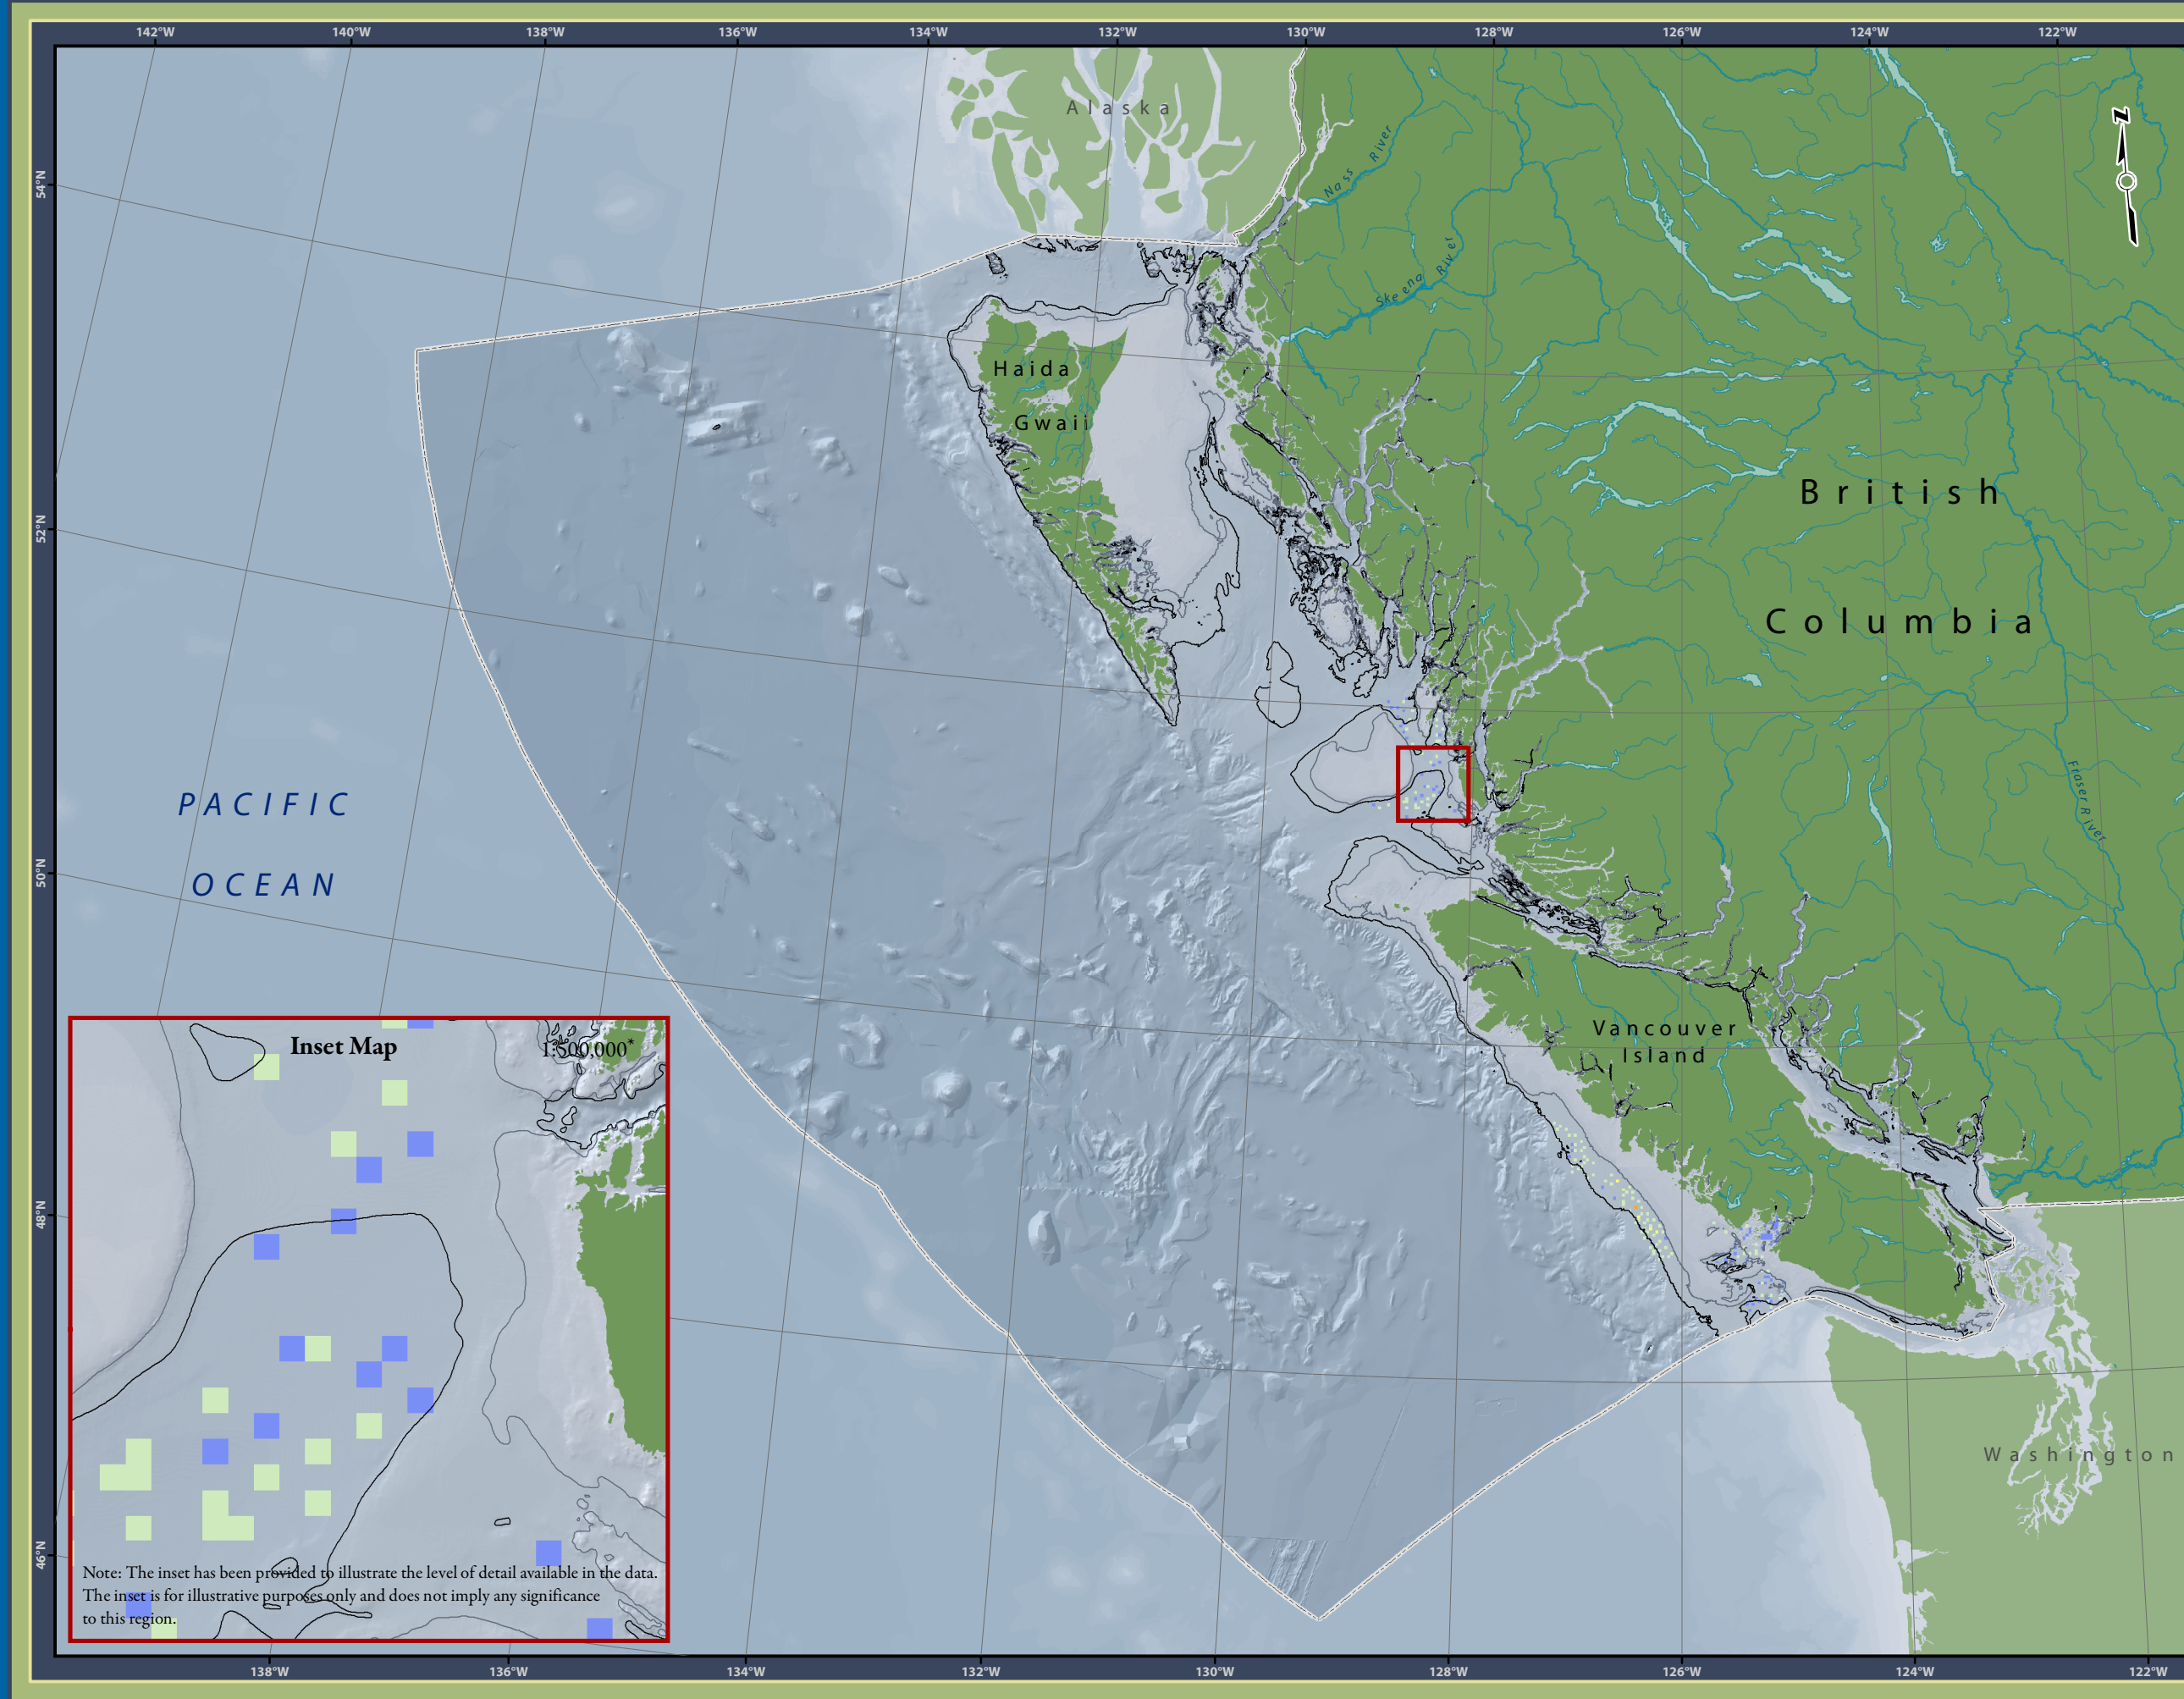 142°W 140°W 138°W 136°W 134°W 132°W 130°W 128°W 126°W 124°W 122°W
Alaska
N
Nass River
54°N
Skeena River
Haida
Gwaii
British
52°N
Columbia
PACIFIC
Fraser River
50°N
OCEAN
Vancouver
Island
Inset Map
1:500,000*
48°N
Washington
46°N
Note: The inset has been provided to illustrate the level of detail available in the data.
The inset is for illustrative purposes only and does not imply any significance
to this region.
138°W 136°W 134°W 132°W 130°W 128°W 126°W 124°W 122°W